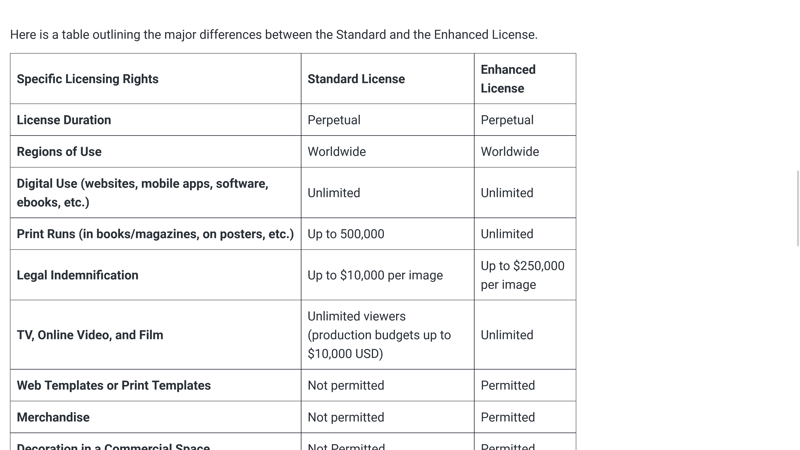 Here is a table outlining the major differences between the Standard and the Enhanced License.
Specific Licensing Rights
Standard License
Enhanced
License
License Duration
Perpetual
Perpetual
Regions of Use
Worldwide
Worldwide
Digital Use (websites, mobile apps, software,
ebooks, etc.)
Unlimited
Unlimited
Print Runs (in books/magazines, on posters, etc.)
Up to 500,000
Unlimited
Legal Indemnification
Up to $10,000 per image
Up to $250,000
per image
TV, Online Video, and Film
Unlimited viewers
(production budgets up to
$10,000 USD)
Unlimited
Web Templates or Print Templates
Not permitted
Permitted
Merchandise
Not permitted
Permitted
Decoration in a Commercial Space
Not Permitted
Permitted